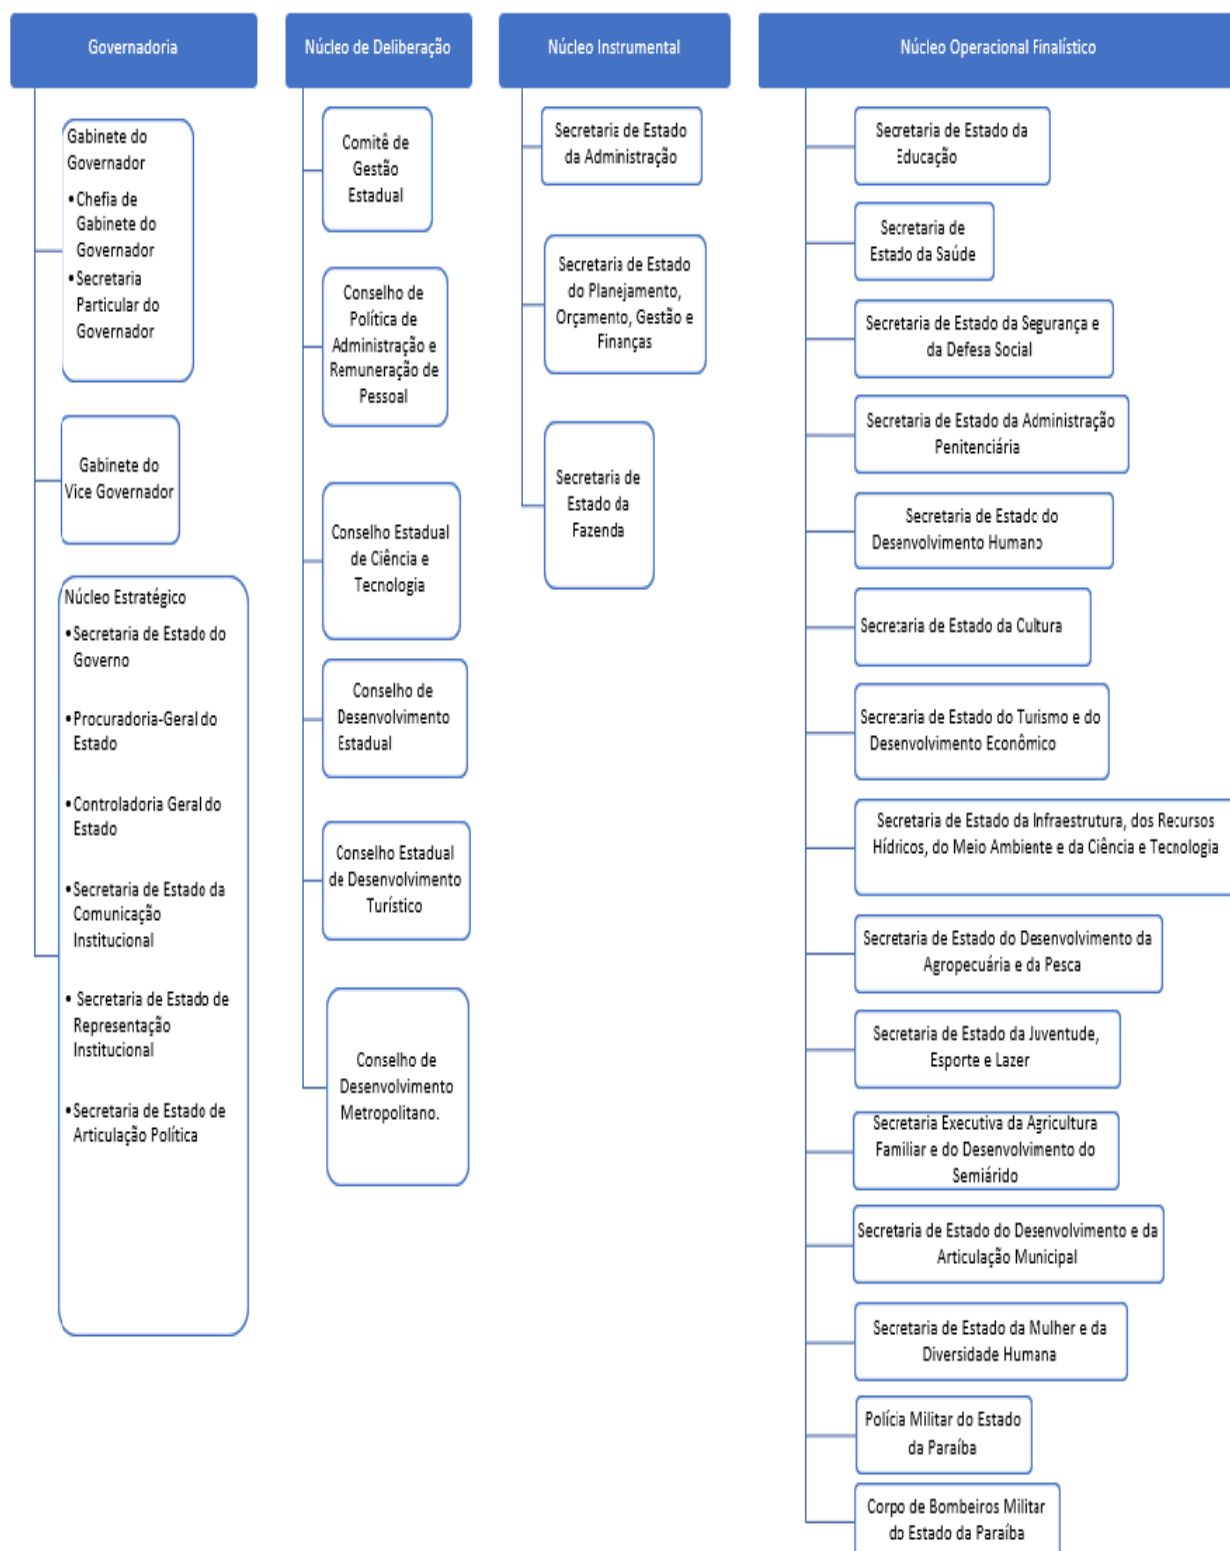 Governadoria
Gabinete do
Governador
•Chefia de
Gabinete do
Governador
•Secretaria
Particular do
Governador
Gabinete do
Vice Governador
Núcleo Estratégico
•Secretaria de Estado do
Governo
•Procuradoria-Geral do
Estado
•Controladoria Geral do
Estado
•Secretaria de Estado da
Comunicação
Institucional
• Secretaria de Estado de
Representação
Institucional
•Secretaria de Estado de
Articulação Política
Núcleo de Deliberação
Comitê de
Gestão
Estadual
Conselho de
Política de
Administração e
Remuneração de
Pessoal
Conselho Estadual
de Ciência e
Tecnologia
Conselho de
Desenvolvimento
Estadual
Conselho Estadual
de Desenvolvimento
Turístico
Conselho de
Desenvolvimento
Metropolitano.
Núcleo Instrumental
Secretaria de Estado
da Administração
Secretaria de Estado
do Planejamento,
Orçamento, Gestão e
Finanças
Secretaria de
Estado da
Fazenda
Núcleo Operacional Finalístico
Secretaria de Estado da
Educação
Secretaria de
Estado da Saúde
Secretaria de Estado da Segurança e
da Defesa Social
Secretaria de Estado da Administração
Penitenciária
Secretaria de Estado do
Desenvolvimento Humano
Secretaria de Estado da Cultura
Secretaria de Estado do Turismo e do
Desenvolvimento Econômico
Secretaria de Estado da Infraestrutura, dos Recursos
Hídricos, do Meio Ambiente e da Ciência e Tecnologia
Secretaria de Estado do Desenvolvimento da
Agropecuária e da Pesca
Secretaria de Estado da Juventude,
Esporte e Lazer
Secretaria Executiva da Agricultura
Familiar e do Desenvolvimento do
Semiárido
Secretaria de Estado do Desenvolvimento e da
Articulação Municipal
Secretaria de Estado da Mulher e da
Diversidade Humana
Polícia Militar do Estado
da Paraíba
Corpo de Bombeiros Militar
do Estado da Paraíba